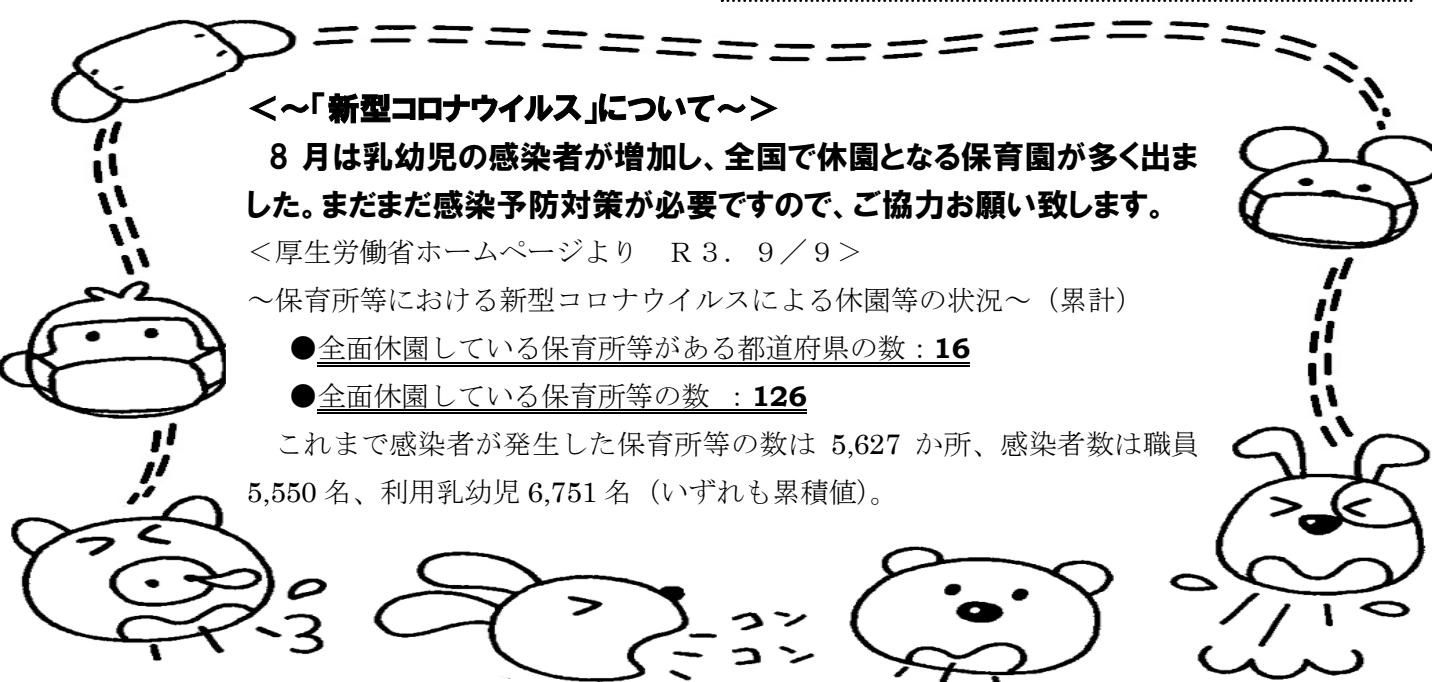 ＜～「新型コロナウイルス」について～＞
8 月は乳幼児の感染者が増加し、全国で休園となる保育園が多く出ま
した。まだまだ感染予防対策が必要ですので、ご協力お願い致します。
＜厚生労働省ホームページより　Ｒ３．９／９＞
～保育所等における新型コロナウイルスによる休園等の状況～（累計）
●全面休園している保育所等がある都道府県の数：16
●全面休園している保育所等の数 ：126
これまで感染者が発生した保育所等の数は 5,627 か所、感染者数は職員
5,550 名、利用乳幼児 6,751 名（いずれも累積値）。
コン
コン